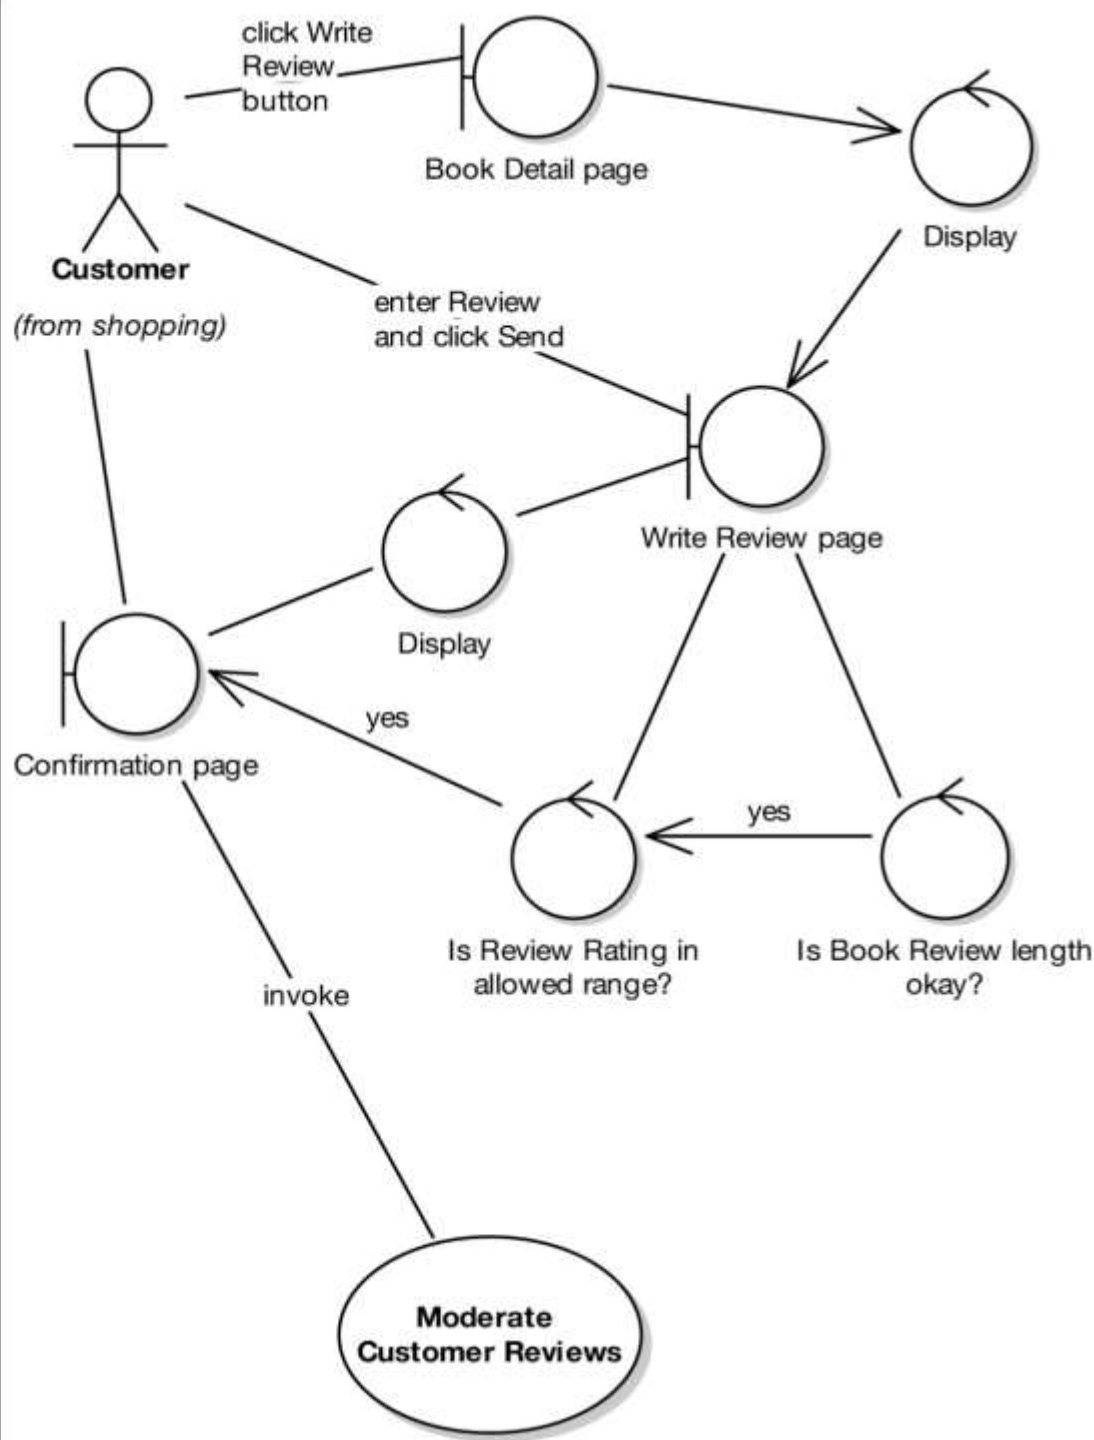 click Write
Review
button
Book Detail page
Display
Customer
(from shopping)
enter Review
and click Send
Write Review page
Display
yes
Confirmation page
yes
Is Review Rating in
allowed range?
Is Book Review length
okay?
invoke
Moderate
Customer Reviews